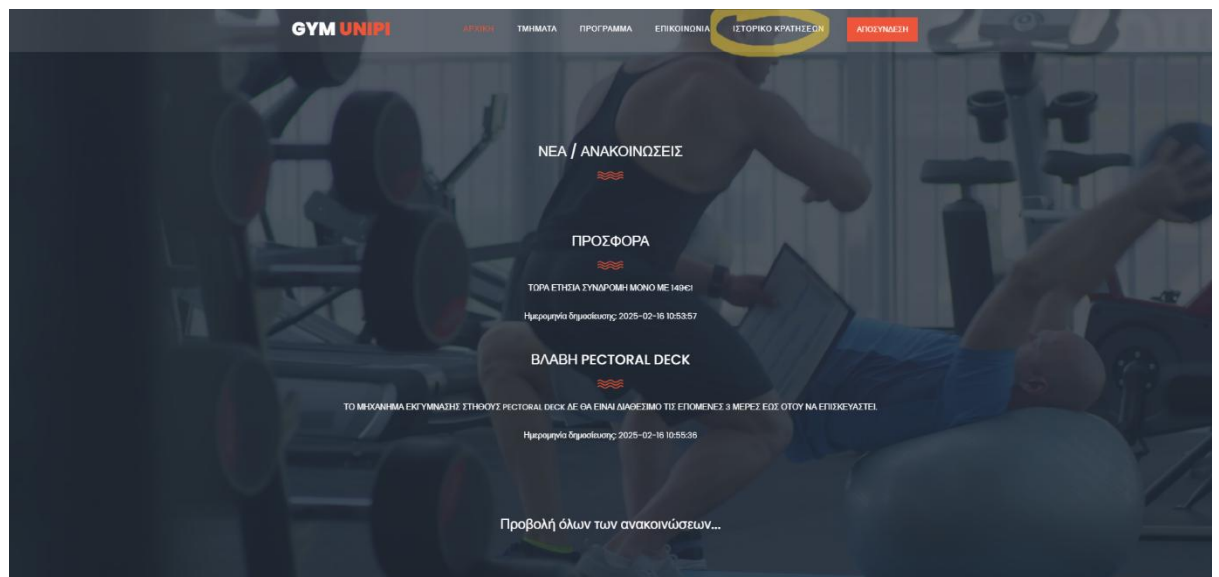 GYM UNIPI ΑΡΧΙΚΗ ΤΜΗΜΑΤΑ ΠΡΟΓΡΑΜΜΑ ΕΠΙΚΟΙΝΩΝΙΑ ΙΣΤΟΡΙΚΟ ΚΡΑΤΗΣΕΩΝ ΑΠΟΣΥΝΔΕΣΗ
ΝΕΑ / ΑΝΑΚΟΙΝΩΣΕΙΣ
ΠΡΟΣΦΟΡΑ
ΤΩΡΑ ΕΤΗΣΙΑ ΣΥΝΔΡΟΜΗ ΜΟΝΟ ΜΕ 149€!
Ημερομηνία δημοσίευσης: 2025-02-16 10:53:57
ΒΛΑΒΗ PECTORAL DECK
ΤΟ ΜΗΧΑΝΗΜΑ ΕΚΓΥΜΝΑΣΗΣ ΣΤΗΘΟΥΣ PECTORAL DECK ΔΕ ΘΑ ΕΙΝΑΙ ΔΙΑΘΕΣΙΜΟ ΤΙΣ ΕΠΟΜΕΝΕΣ 3 ΜΕΡΕΣ ΕΩΣ ΟΤΟΥ ΝΑ ΕΠΙΣΚΕΥΑΣΤΕΙ.
Ημερομηνία δημοσίευσης: 2025-02-16 10:55:36
Προβολή όλων των ανακοινώσεων...